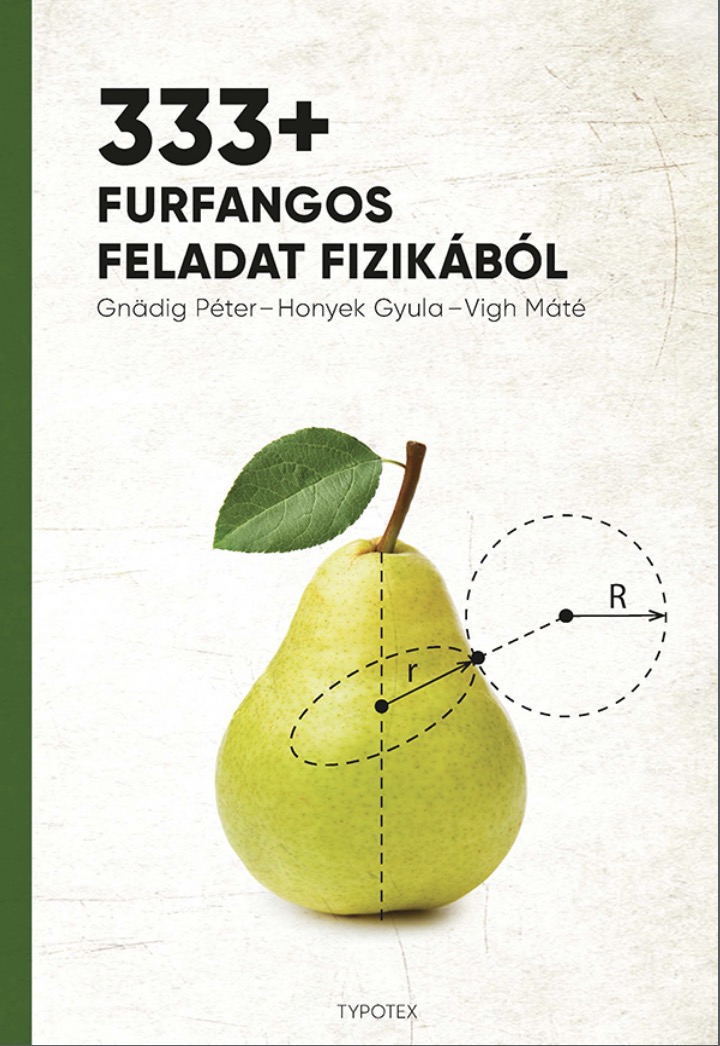 333+
FURFANGOS
FELADAT FIZIKÁBÓL
Gnädig Péter – Honyek Gyula – Vigh Máté
R
r
TYPOTEX